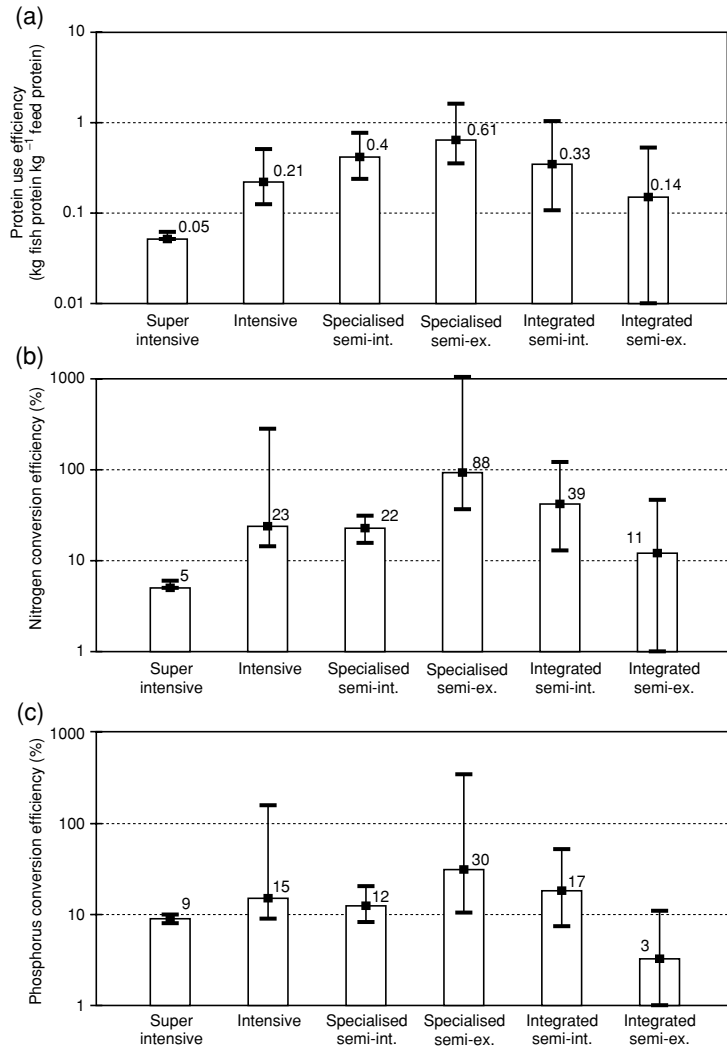 (a)
Protein use efficiency
(kg fish protein kg⁻¹ feed protein)
10
1
0.1
0.01
0.05
0.21
0.4
0.61
0.33
0.14
Super
intensive
Intensive
Specialised
semi-int.
Specialised
semi-ex.
Integrated
semi-int.
Integrated
semi-ex.
(b)
Nitrogen conversion efficiency (%)
1000
100
10
1
5
23
22
88
39
11
Super
intensive
Intensive
Specialised
semi-int.
Specialised
semi-ex.
Integrated
semi-int.
Integrated
semi-ex.
(c)
Phosphorus conversion efficiency (%)
1000
100
10
1
9
15
12
30
17
3
Super
intensive
Intensive
Specialised
semi-int.
Specialised
semi-ex.
Integrated
semi-int.
Integrated
semi-ex.